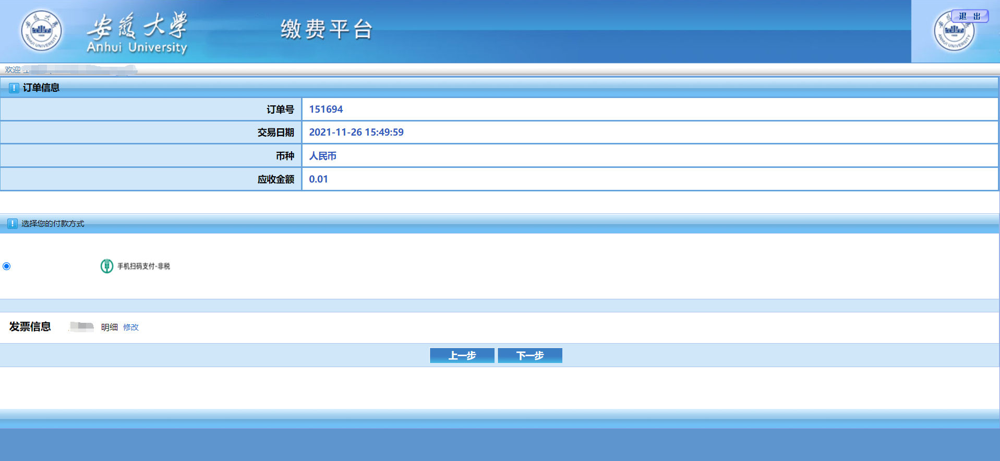 安徽大学
Anhui University
缴费平台
退 出
欢迎
订单信息
订单号 151694
交易日期 2021-11-26 15:49:59
币种 人民币
应收金额 0.01
选择您的付款方式
手机扫码支付-非税
发票信息 明细 修改
上一步 下一步